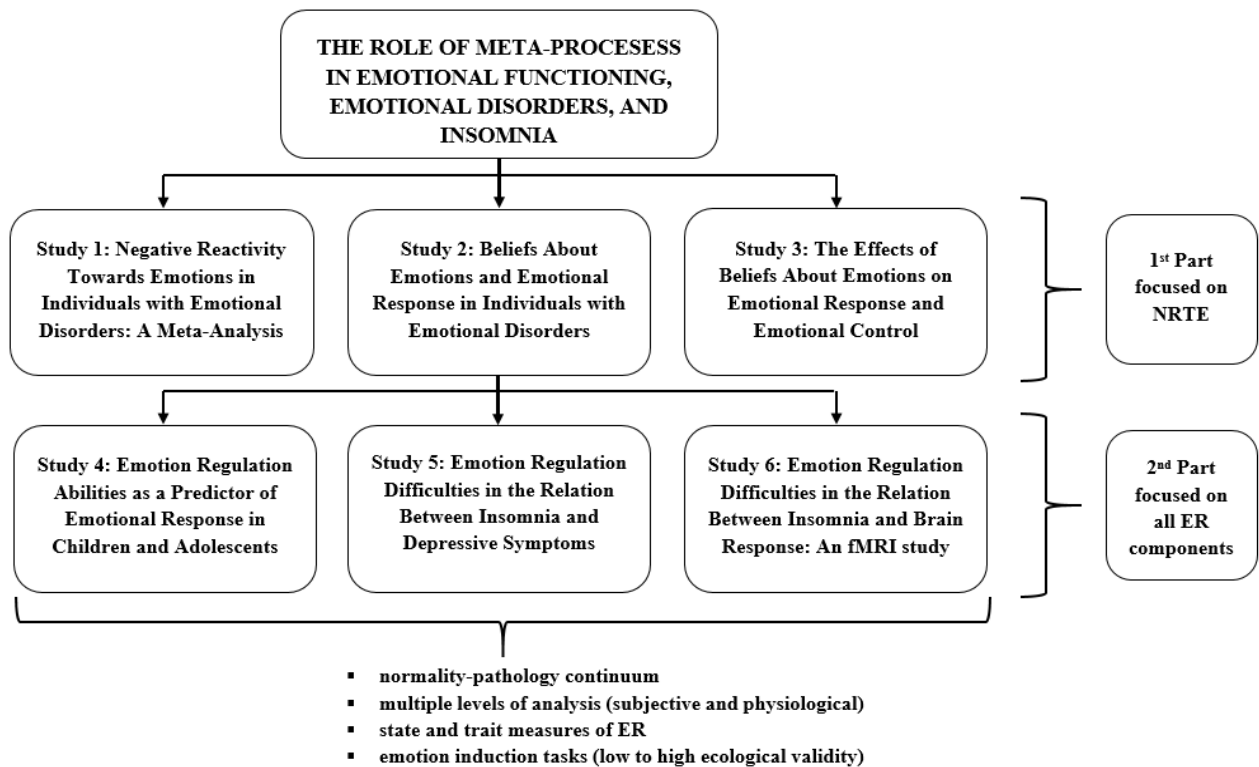 THE ROLE OF META-PROCESESS
IN EMOTIONAL FUNCTIONING,
EMOTIONAL DISORDERS, AND
INSOMNIA
Study 1: Negative Reactivity
Towards Emotions in
Individuals with Emotional
Disorders: A Meta-Analysis
Study 2: Beliefs About
Emotions and Emotional
Response in Individuals with
Emotional Disorders
Study 3: The Effects of
Beliefs About Emotions on
Emotional Response and
Emotional Control
1st Part
focused on
NRTE
Study 4: Emotion Regulation
Abilities as a Predictor of
Emotional Response in
Children and Adolescents
Study 5: Emotion Regulation
Difficulties in the Relation
Between Insomnia and
Depressive Symptoms
Study 6: Emotion Regulation
Difficulties in the Relation
Between Insomnia and Brain
Response: An fMRI study
2nd Part
focused on
all ER
components
▪ normality-pathology continuum
▪ multiple levels of analysis (subjective and physiological)
▪ state and trait measures of ER
▪ emotion induction tasks (low to high ecological validity)